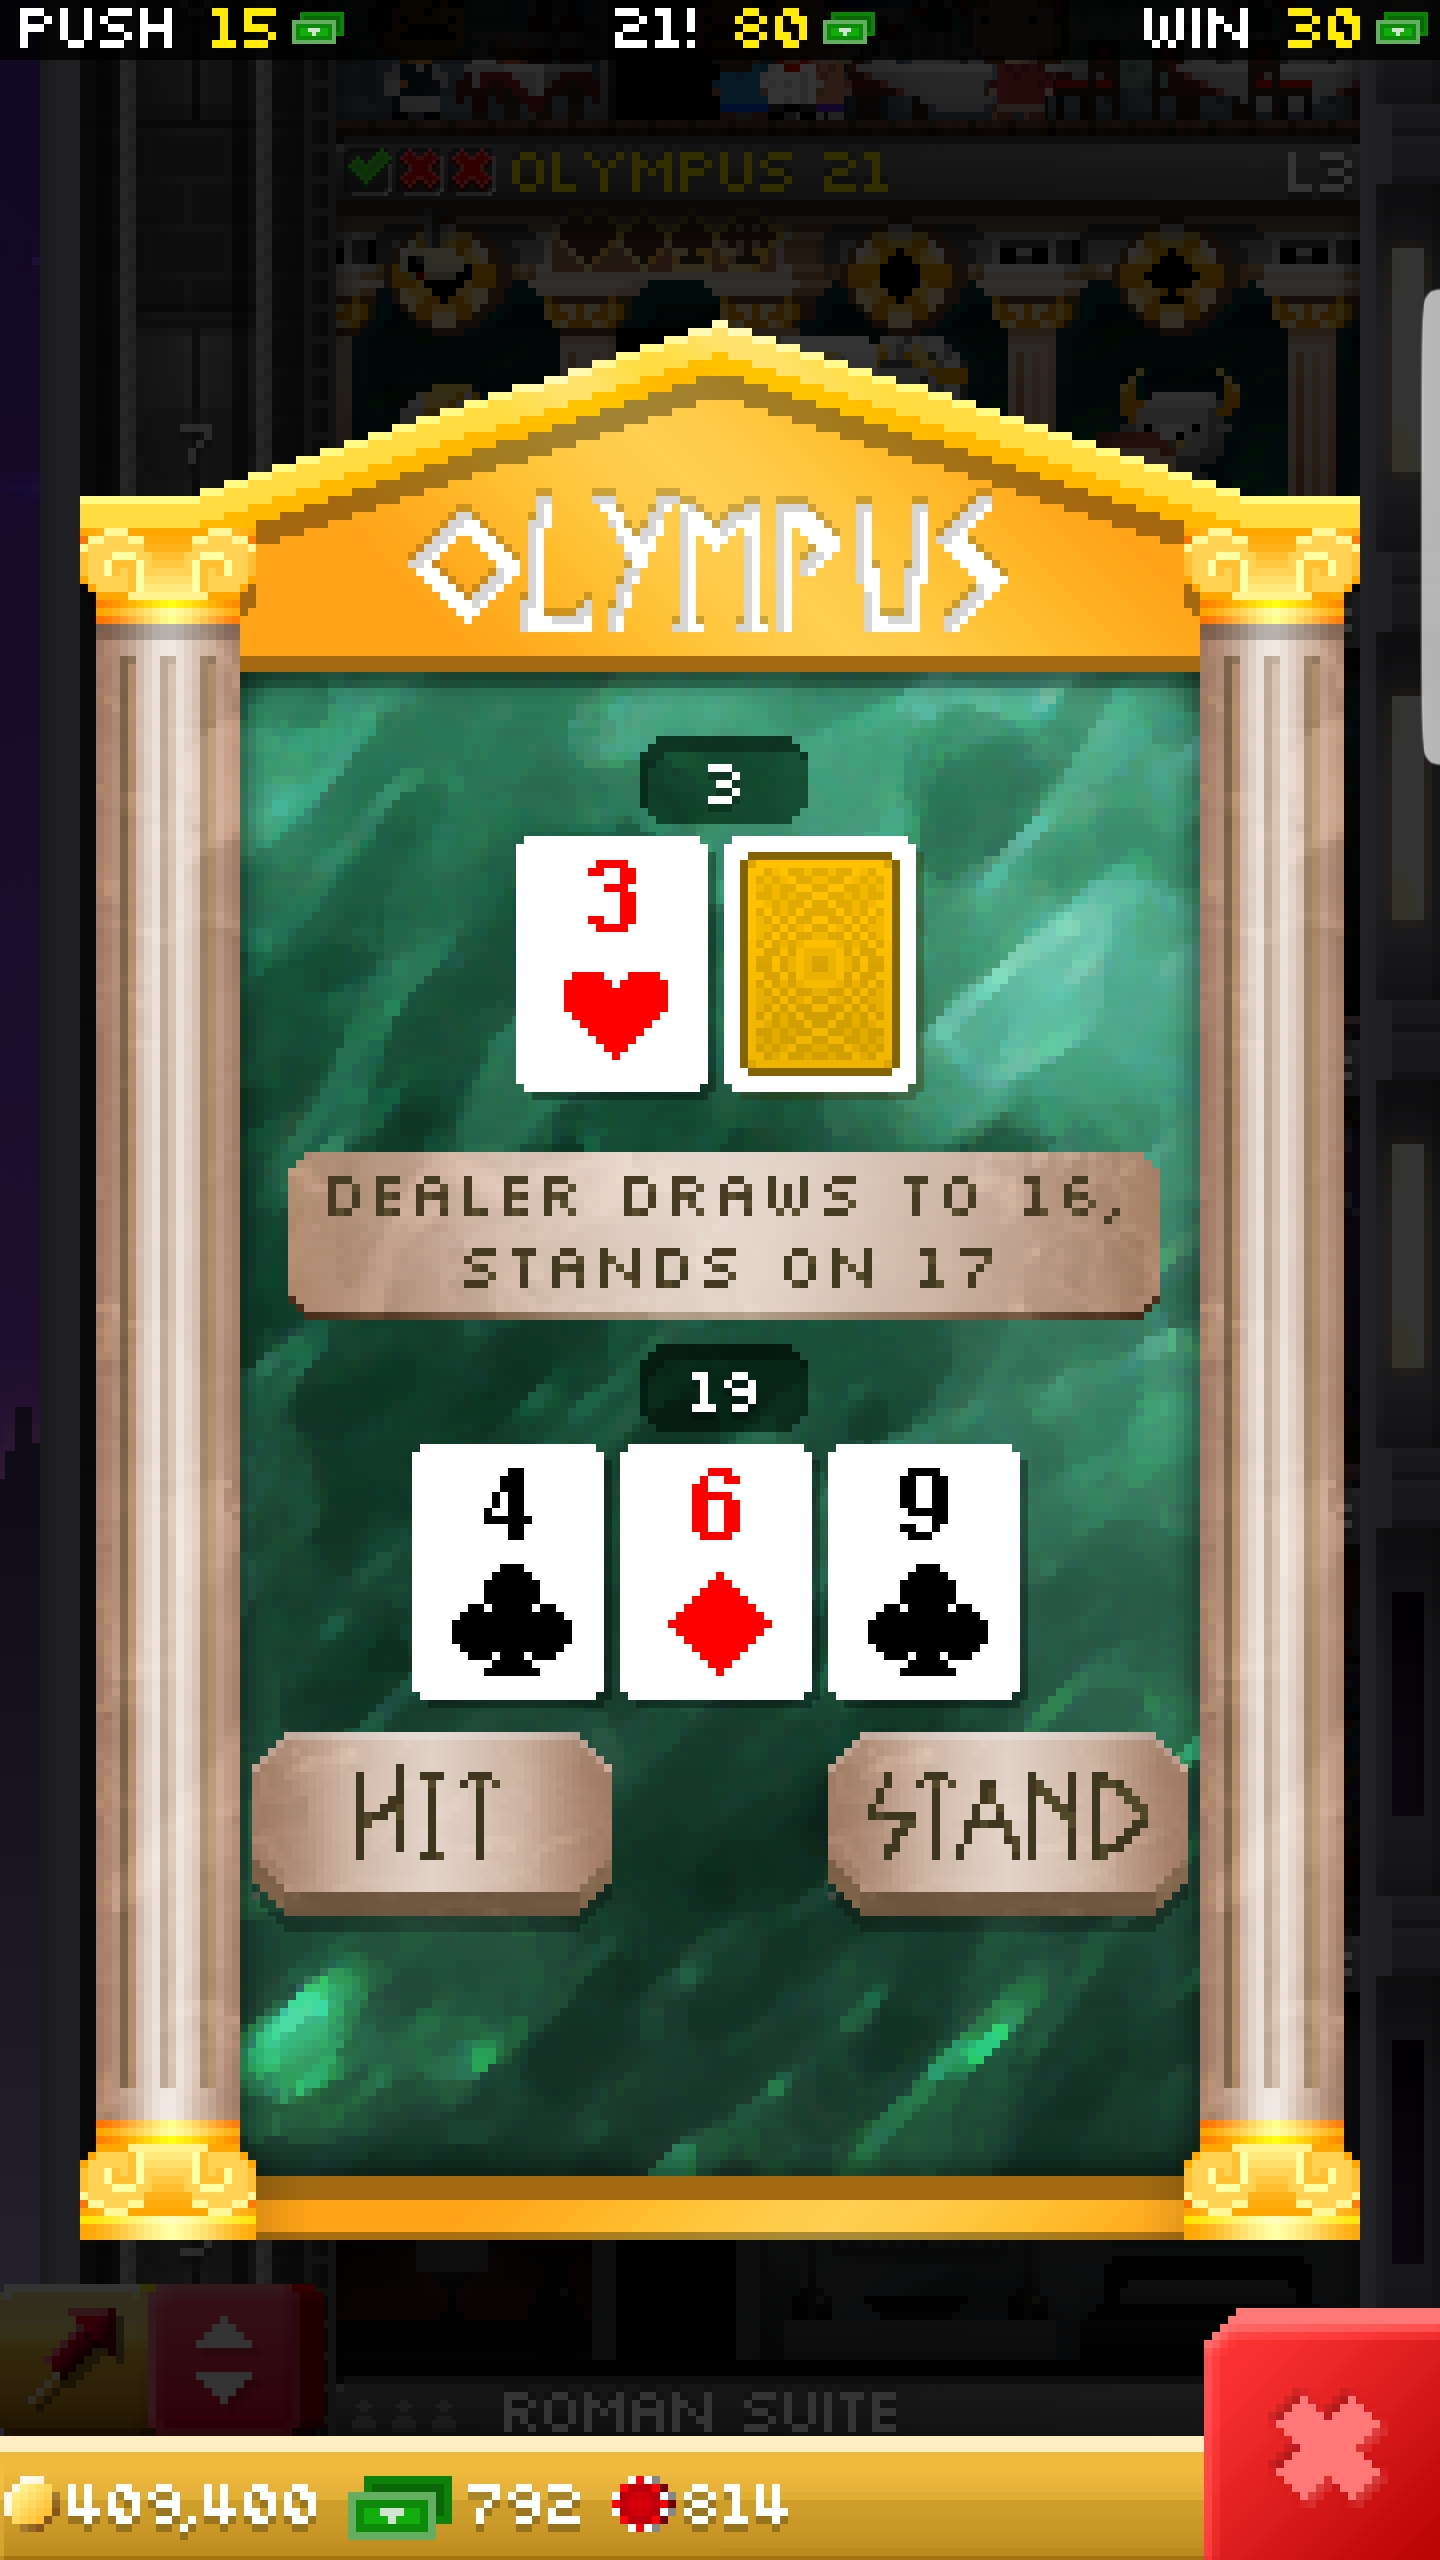 PUSH 15 21! 80 WIN 30
OLYMPUS 21 L3
7
OLYMPUS
3
3
DEALER DRAWS TO 16,
STANDS ON 17
19
4 6 9
HIT STAND
ROMAN SUITE
409,400 792 814